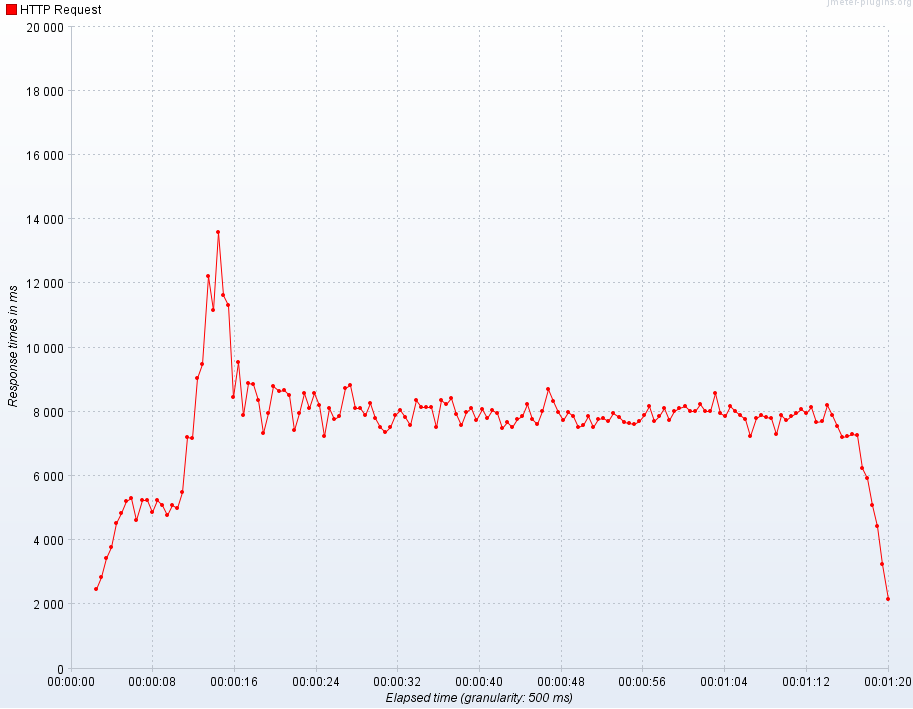 jmeter-plugins.org
HTTP Request
20 000
18 000
16 000
14 000
12 000
10 000
8 000
6 000
4 000
2 000
0
Response times in ms
00:00:00 00:00:08 00:00:16 00:00:24 00:00:32 00:00:40 00:00:48 00:00:56 00:01:04 00:01:12 00:01:20
Elapsed time (granularity: 500 ms)